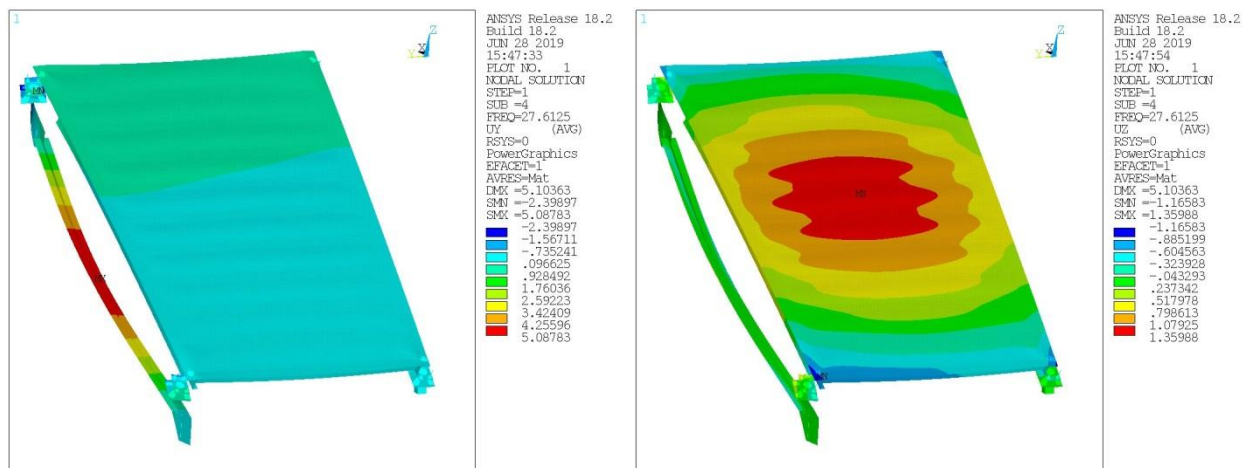 1
ANSYS Release 18.2
Build 18.2
JUN 28 2019
15:47:33
PLOT NO. 1
NODAL SOLUTION
STEP=1
SUB =4
FREQ=27.6125
UY (AVG)
RSYS=0
PowerGraphics
EFACET=1
AVRES=Mat
DMX =5.10363
SMN =-2.39897
SMX =5.08783
-2.39897
-1.56711
-.735241
.096625
.928492
1.76036
2.59223
3.42409
4.25596
5.08783
Z
X
Y
MN
1
ANSYS Release 18.2
Build 18.2
JUN 28 2019
15:47:54
PLOT NO. 1
NODAL SOLUTION
STEP=1
SUB =4
FREQ=27.6125
UZ (AVG)
RSYS=0
PowerGraphics
EFACET=1
AVRES=Mat
DMX =5.10363
SMN =-1.16583
SMX =1.35988
-1.16583
-.885199
-.604563
-.323928
-.043293
.237342
.517978
.798613
1.07925
1.35988
Z
X
Y